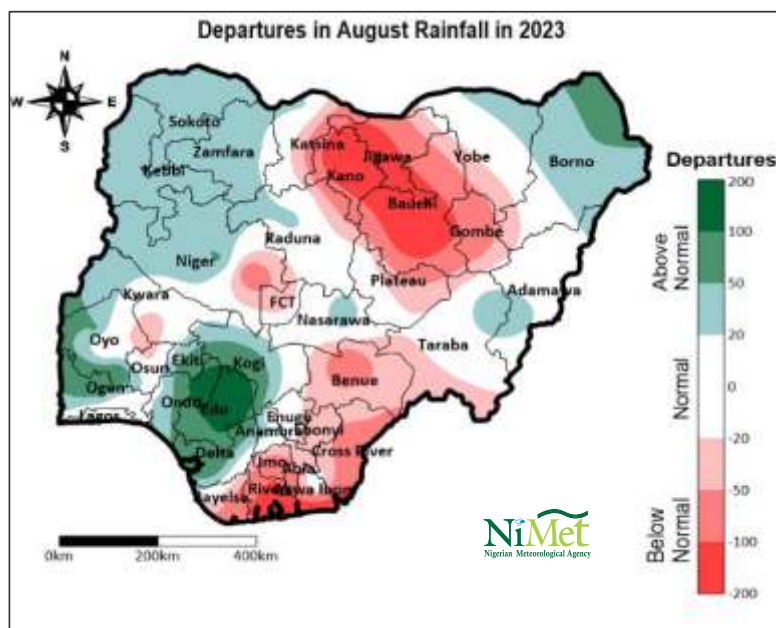 Departures in August Rainfall in 2023
N
W E
S
Sokoto
Zamfara
Kebbi
Katsina
Jigawa
Kano
Yobe
Borno
Bauchi
Gombe
Kaduna
Niger
Plateau
Adamawa
Kwara
FCT
Nasarawa
Oyo
Taraba
Ekiti
Kogi
Osun
Benue
Ogun
Ondo
Edo
Lagos
Enugu
Anambra
Ebonyi
Delta
Imo
Abia
Cross River
Bayelsa
Rivers
Akwa Ibom
0km 200km 400km
NiMet
Nigerian Meteorological Agency
Departures
200
100
50
20
0
-20
-50
-100
-200
Above
Normal
Normal
Below
Normal